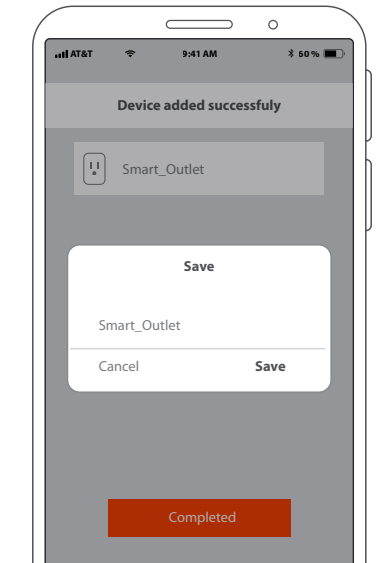 AT&T 9:41 AM 50%
Device added successfuly
Smart_Outlet
Save
Smart_Outlet
Cancel Save
Completed